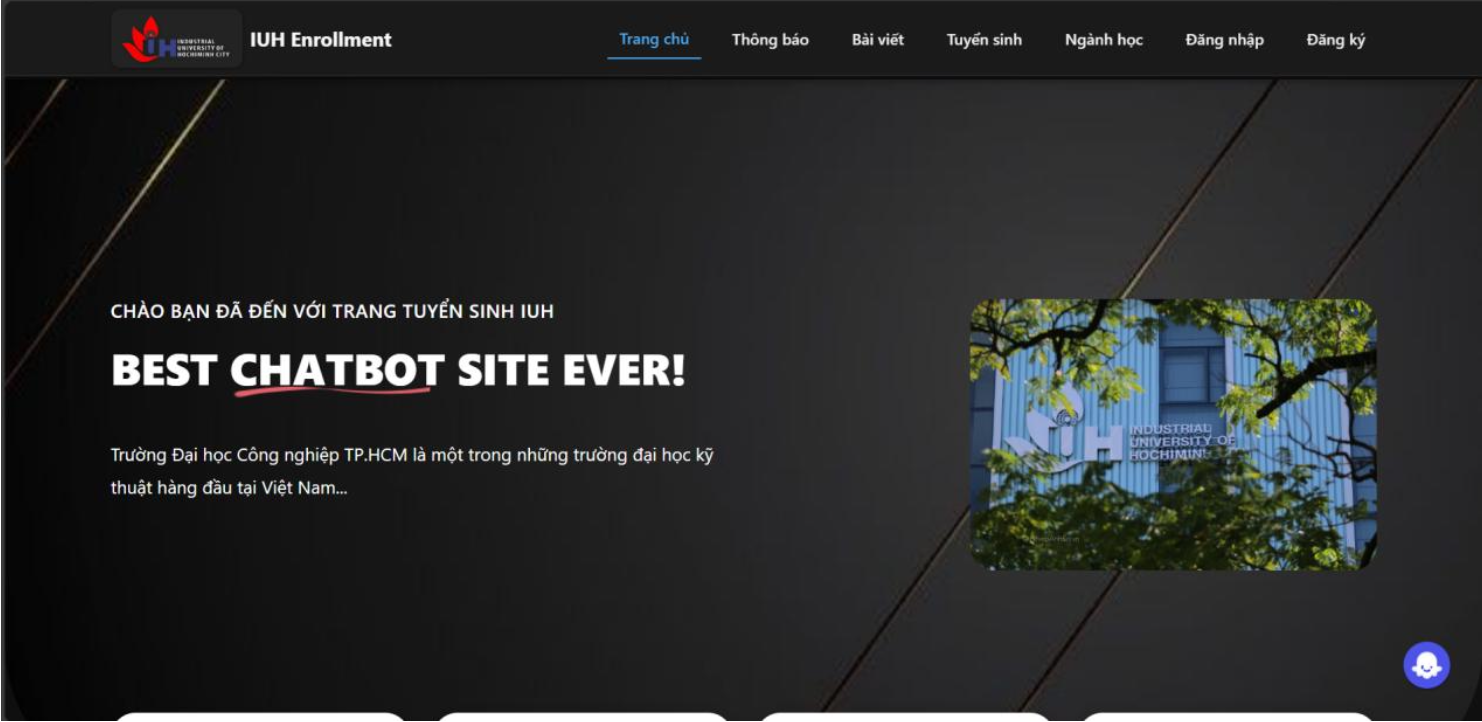 INDUSTRIAL
UNIVERSITY OF
HOCHIMINH CITY
IUH Enrollment
Trang chủ
Thông báo
Bài viết
Tuyển sinh
Ngành học
Đăng nhập
Đăng ký
CHÀO BẠN ĐÃ ĐẾN VỚI TRANG TUYỂN SINH IUH
BEST CHATBOT SITE EVER!
Trường Đại học Công nghiệp TP.HCM là một trong những trường đại học kỹ
thuật hàng đầu tại Việt Nam...
IUH
INDUSTRIAL
UNIVERSITY OF
HOCHIMIN